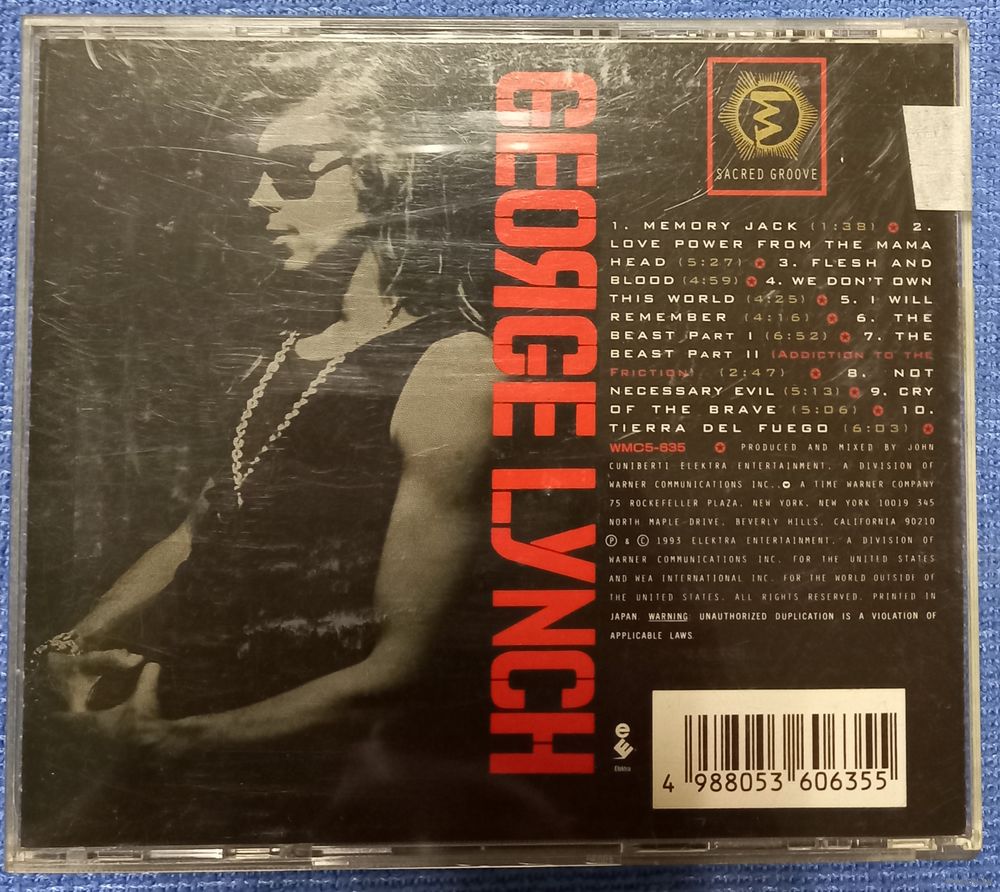 GEORGE LYNCH
SACRED GROOVE
1. MEMORY JACK (1:38) ✪ 2.
LOVE POWER FROM THE MAMA
HEAD (5:27) ✪ 3. FLESH AND
BLOOD (4:59) ✪ 4. WE DON'T OWN
THIS WORLD (4:25) ✪ 5. I WILL
REMEMBER (4:16) ✪ 6. THE
BEAST PART I (6:52) ✪ 7. THE
BEAST PART II (ADDICTION TO THE
FRICTION) (2:47) ✪ 8. NOT
NECESSARY EVIL (5:13) ✪ 9. CRY
OF THE BRAVE (5:06) ✪ 10.
TIERRA DEL FUEGO (6:03) ✪
WMC5-635 ✪ PRODUCED AND MIXED BY JOHN
CUNIBERTI ELEKTRA ENTERTAINMENT, A DIVISION OF
WARNER COMMUNICATIONS INC., A TIME WARNER COMPANY
75 ROCKEFELLER PLAZA, NEW YORK, NEW YORK 10019 345
NORTH MAPLE DRIVE, BEVERLY HILLS, CALIFORNIA 90210
Ⓟ & © 1993 ELEKTRA ENTERTAINMENT, A DIVISION OF
WARNER COMMUNICATIONS INC. FOR THE UNITED STATES
AND WEA INTERNATIONAL INC. FOR THE WORLD OUTSIDE OF
THE UNITED STATES. ALL RIGHTS RESERVED. PRINTED IN
JAPAN. WARNING: UNAUTHORIZED DUPLICATION IS A VIOLATION OF
APPLICABLE LAWS.
Elektra
4 988053 606355